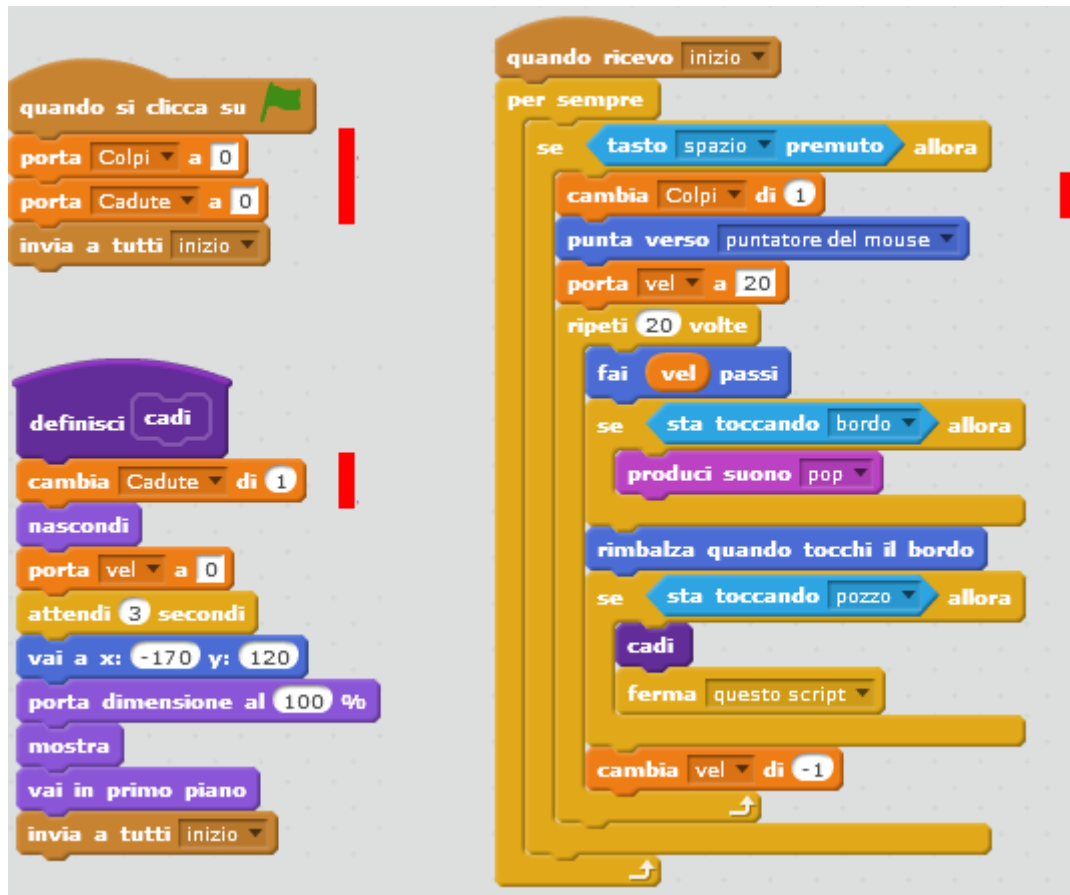 quando si clicca su
porta Colpi a 0
porta Cadute a 0
invia a tutti inizio
definisci cadi
cambia Cadute di 1
nascondi
porta vel a 0
attendi 3 secondi
vai a x: -170 y: 120
porta dimensione al 100 %
mostra
vai in primo piano
invia a tutti inizio
quando ricevo inizio
per sempre
se tasto spazio premuto allora
cambia Colpi di 1
punta verso puntatore del mouse
porta vel a 20
ripeti 20 volte
fai vel passi
se sta toccando bordo allora
produci suono pop
rimbalza quando tocchi il bordo
se sta toccando pozzo allora
cadi
ferma questo script
cambia vel di -1